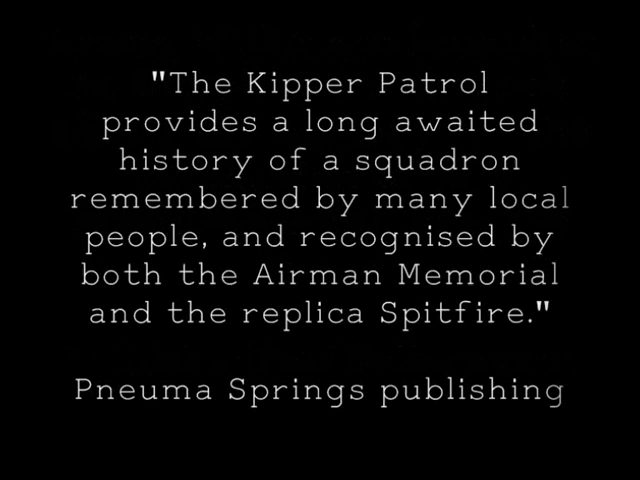 "The Kipper Patrol
provides a long awaited
history of a squadron
remembered by many local
people, and recognised by
both the Airman Memorial
and the replica Spitfire."
Pneuma Springs publishing